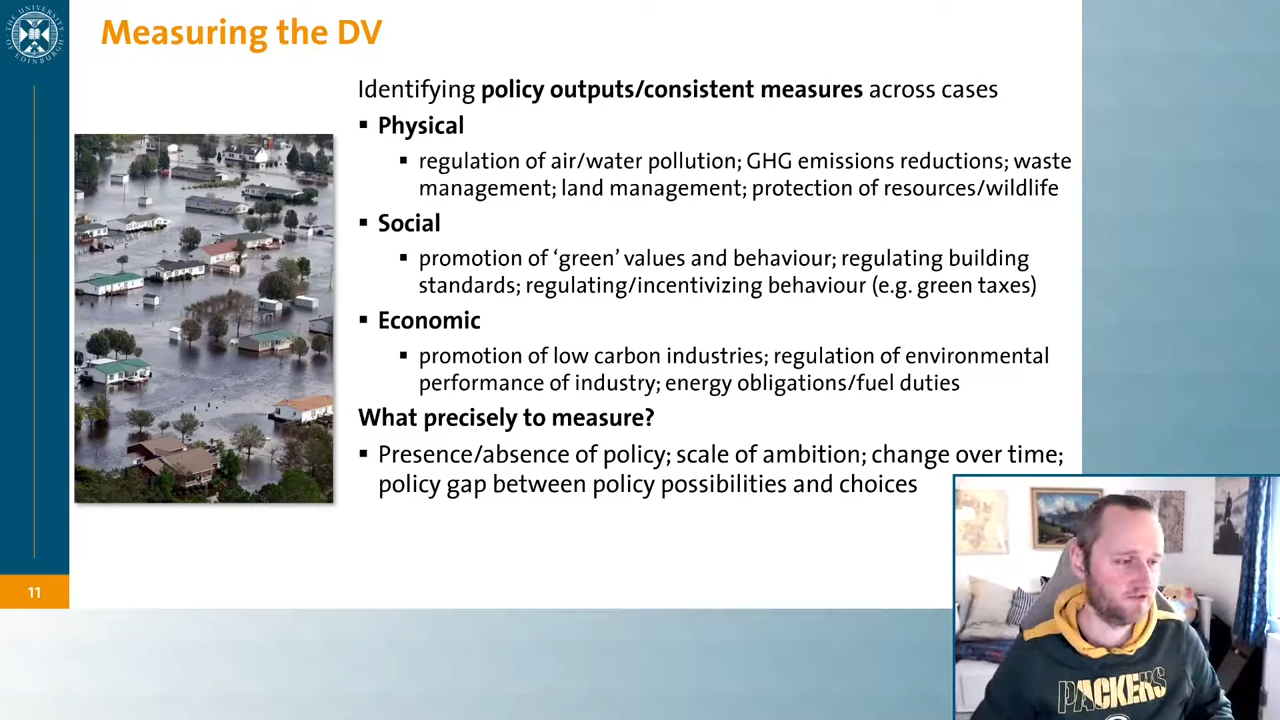 THE UNIVERSITY
OF EDINBURGH
Measuring the DV
Identifying policy outputs/consistent measures across cases
▪ Physical
▪ regulation of air/water pollution; GHG emissions reductions; waste
management; land management; protection of resources/wildlife
▪ Social
▪ promotion of ‘green’ values and behaviour; regulating building
standards; regulating/incentivizing behaviour (e.g. green taxes)
▪ Economic
▪ promotion of low carbon industries; regulation of environmental
performance of industry; energy obligations/fuel duties
What precisely to measure?
▪ Presence/absence of policy; scale of ambition; change over time;
policy gap between policy possibilities and choices
11
PACKERS